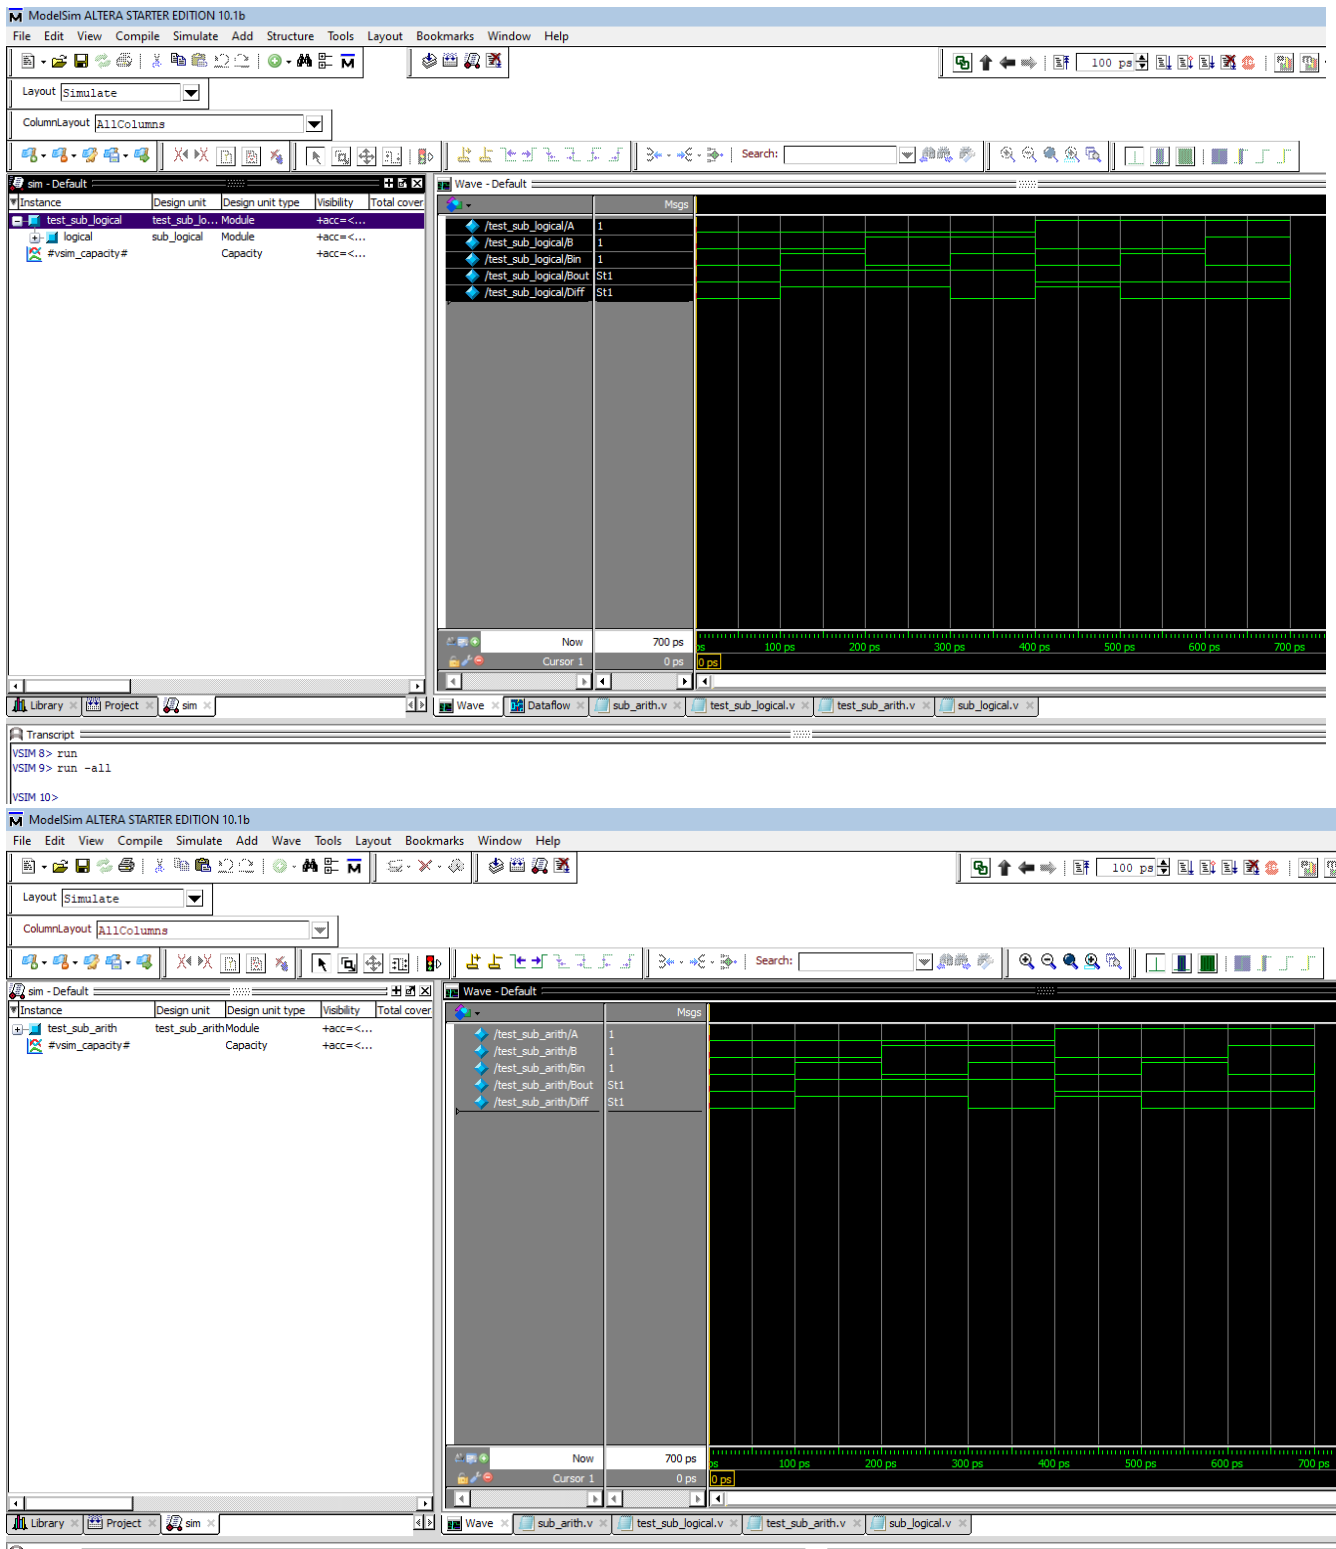 ModelSim ALTERA STARTER EDITION 10.1b
File Edit View Compile Simulate Add Structure Tools Layout Bookmarks Window Help
100 ps
Layout Simulate
ColumnLayout AllColumns
Search:
sim - Default
Wave - Default
Instance Design unit Design unit type Visibility Total cover
Msgs
test_sub_logical test_sub_lo... Module +acc=<...
logical sub_logical Module +acc=<...
#vsim_capacity# Capacity +acc=<...
/test_sub_logical/A 1
/test_sub_logical/B 1
/test_sub_logical/Bin 1
/test_sub_logical/Bout St1
/test_sub_logical/Diff St1
Now 700 ps
ps 100 ps 200 ps 300 ps 400 ps 500 ps 600 ps 700 ps
Cursor 1 0 ps 0 ps
Library Project sim
Wave Dataflow sub_arith.v test_sub_logical.v test_sub_arith.v sub_logical.v
Transcript
VSIM 8> run
VSIM 9> run -all
VSIM 10>
ModelSim ALTERA STARTER EDITION 10.1b
File Edit View Compile Simulate Add Wave Tools Layout Bookmarks Window Help
100 ps
Layout Simulate
ColumnLayout AllColumns
Search:
sim - Default
Wave - Default
Instance Design unit Design unit type Visibility Total cover
Msgs
test_sub_arith test_sub_arith Module +acc=<...
#vsim_capacity# Capacity +acc=<...
/test_sub_arith/A 1
/test_sub_arith/B 1
/test_sub_arith/Bin 1
/test_sub_arith/Bout St1
/test_sub_arith/Diff St1
Now 700 ps
ps 100 ps 200 ps 300 ps 400 ps 500 ps 600 ps 700 ps
Cursor 1 0 ps 0 ps
Library Project sim
Wave sub_arith.v test_sub_logical.v test_sub_arith.v sub_logical.v